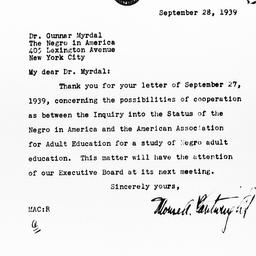 September 28, 1939
Dr. Gunnar Myrdal
The Negro in America
405 Lexington Avenue
New York City
My dear Dr. Myrdal:
Thank you for your letter of September 27,
1939, concerning the possibilities of cooperation
as between the Inquiry into the Status of the
Negro in America and the American Association
for Adult Education for a study of Negro adult
education. This matter will have the attention
of our Executive Board at its next meeting.
Sincerely yours,
Morse A. Cartwright
MAC:R